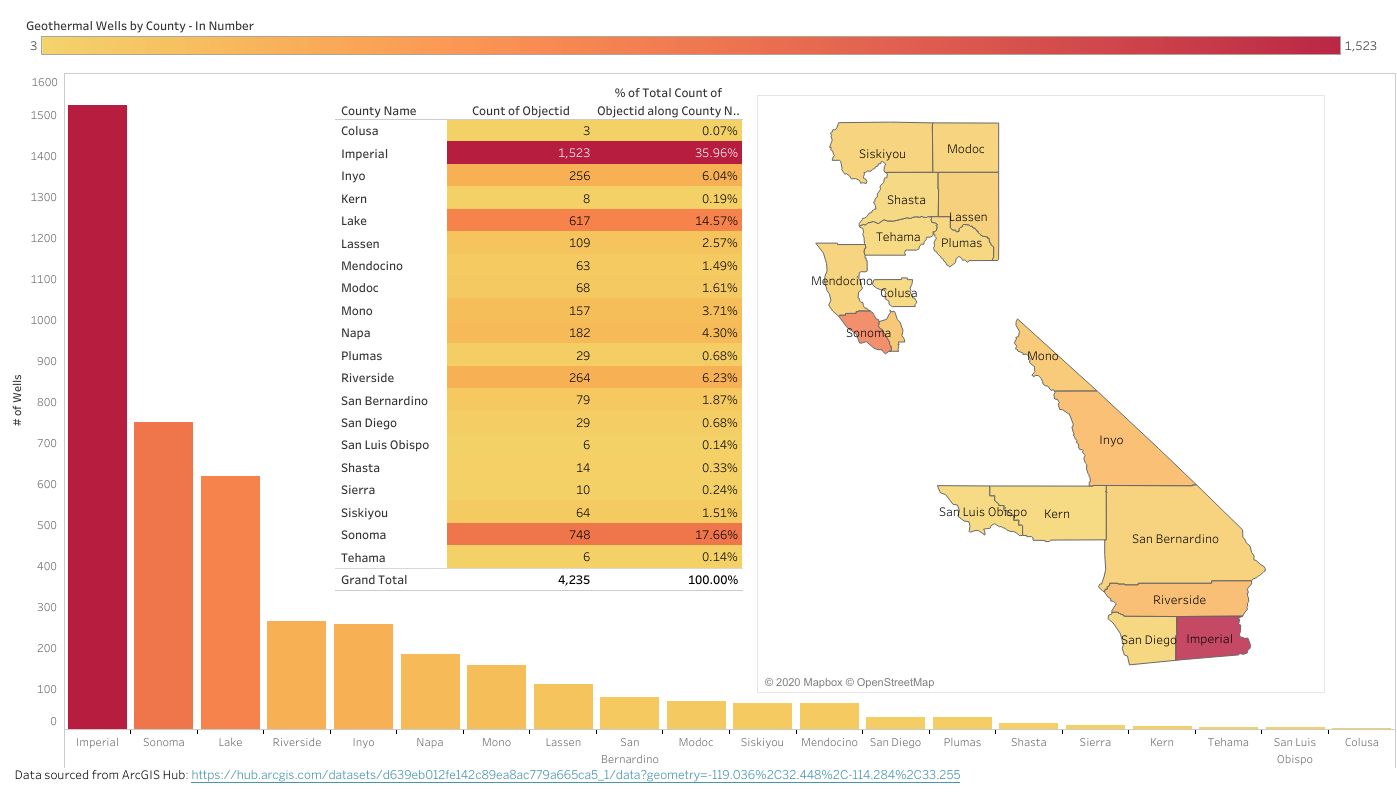 Geothermal Wells by County - In Number
3 1,523
1600
1500
1400
1300
1200
1100
1000
900
800
700
600
500
400
300
200
100
0
# of Wells
% of Total Count of
County Name Count of Objectid Objectid along County N..
Colusa 3 0.07%
Imperial 1,523 35.96%
Inyo 256 6.04%
Kern 8 0.19%
Lake 617 14.57%
Lassen 109 2.57%
Mendocino 63 1.49%
Modoc 68 1.61%
Mono 157 3.71%
Napa 182 4.30%
Plumas 29 0.68%
Riverside 264 6.23%
San Bernardino 79 1.87%
San Diego 29 0.68%
San Luis Obispo 6 0.14%
Shasta 14 0.33%
Sierra 10 0.24%
Siskiyou 64 1.51%
Sonoma 748 17.66%
Tehama 6 0.14%
Grand Total 4,235 100.00%
Siskiyou
Modoc
Shasta
Lassen
Tehama
Plumas
Mendocino
Colusa
Sonoma
Mono
Inyo
San Luis Obispo
Kern
San Bernardino
Riverside
San Diego
Imperial
© 2020 Mapbox © OpenStreetMap
Imperial
Sonoma
Lake
Riverside
Inyo
Napa
Mono
Lassen
San
Bernardino
Modoc
Siskiyou
Mendocino
San Diego
Plumas
Shasta
Sierra
Kern
Tehama
San Luis
Obispo
Colusa
Data sourced from ArcGIS Hub: https://hub.arcgis.com/datasets/d639eb012fe142c89ea8ac779a665ca5_1/data?geometry=-119.036%2C32.448%2C-114.284%2C33.255